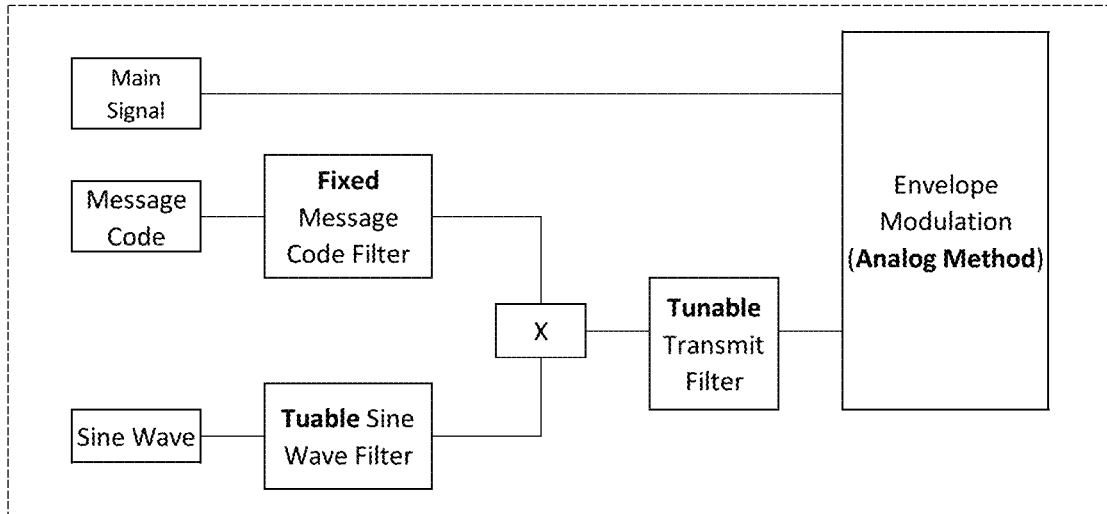 Main
Signal
Message
Code
Fixed
Message
Code Filter
Sine Wave
Tuable Sine
Wave Filter
X
Tunable
Transmit
Filter
Envelope
Modulation
(Analog Method)